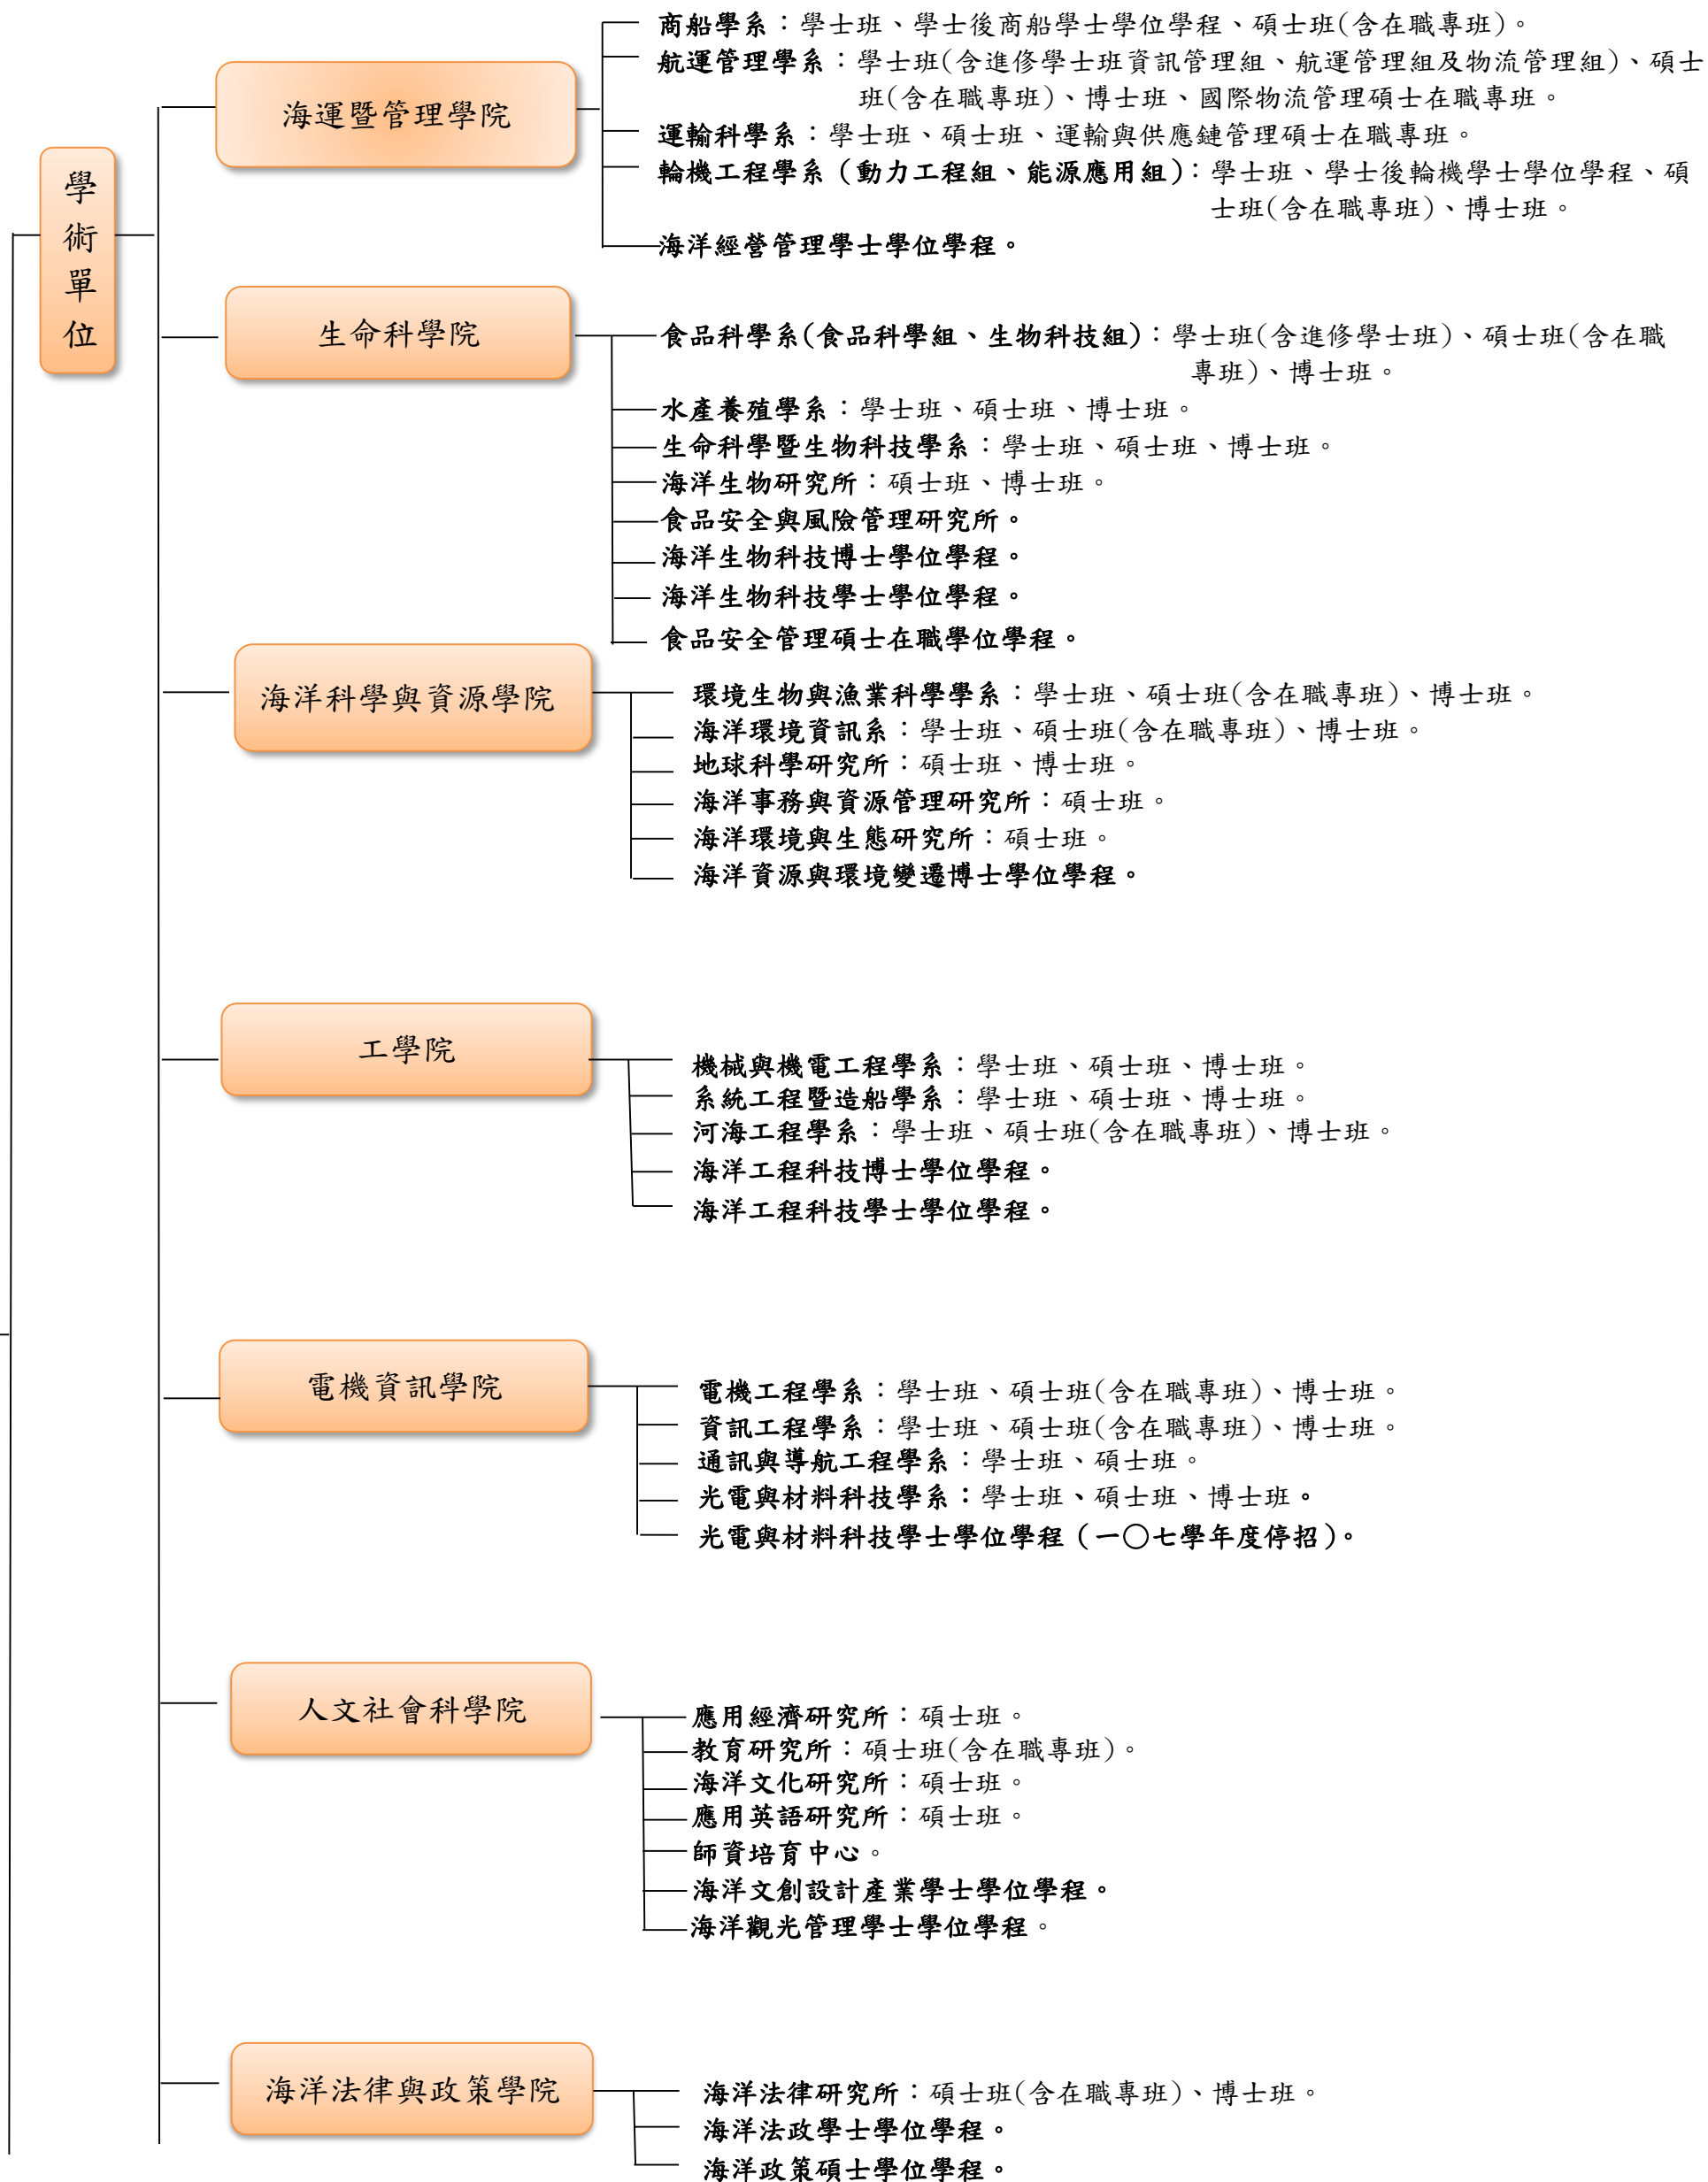 學術單位
海運暨管理學院
商船學系：學士班、學士後商船學士學位學程、碩士班(含在職專班)。
航運管理學系：學士班(含進修學士班資訊管理組、航運管理組及物流管理組)、碩士
班(含在職專班)、博士班、國際物流管理碩士在職專班。
運輸科學系：學士班、碩士班、運輸與供應鏈管理碩士在職專班。
輪機工程學系（動力工程組、能源應用組）：學士班、學士後輪機學士學位學程、碩
士班(含在職專班)、博士班。
海洋經營管理學士學位學程。
生命科學院
食品科學系(食品科學組、生物科技組)：學士班(含進修學士班)、碩士班(含在職
專班)、博士班。
水產養殖學系：學士班、碩士班、博士班。
生命科學暨生物科技學系：學士班、碩士班、博士班。
海洋生物研究所：碩士班、博士班。
食品安全與風險管理研究所。
海洋生物科技博士學位學程。
海洋生物科技學士學位學程。
食品安全管理碩士在職學位學程。
海洋科學與資源學院
環境生物與漁業科學學系：學士班、碩士班(含在職專班)、博士班。
海洋環境資訊系：學士班、碩士班(含在職專班)、博士班。
地球科學研究所：碩士班、博士班。
海洋事務與資源管理研究所：碩士班。
海洋環境與生態研究所：碩士班。
海洋資源與環境變遷博士學位學程。
工學院
機械與機電工程學系：學士班、碩士班、博士班。
系統工程暨造船學系：學士班、碩士班、博士班。
河海工程學系：學士班、碩士班(含在職專班)、博士班。
海洋工程科技博士學位學程。
海洋工程科技學士學位學程。
電機資訊學院
電機工程學系：學士班、碩士班(含在職專班)、博士班。
資訊工程學系：學士班、碩士班(含在職專班)、博士班。
通訊與導航工程學系：學士班、碩士班。
光電與材料科技學系：學士班、碩士班、博士班。
光電與材料科技學士學位學程（一〇七學年度停招）。
人文社會科學院
應用經濟研究所：碩士班。
教育研究所：碩士班(含在職專班)。
海洋文化研究所：碩士班。
應用英語研究所：碩士班。
師資培育中心。
海洋文創設計產業學士學位學程。
海洋觀光管理學士學位學程。
海洋法律與政策學院
海洋法律研究所：碩士班(含在職專班)、博士班。
海洋法政學士學位學程。
海洋政策碩士學位學程。